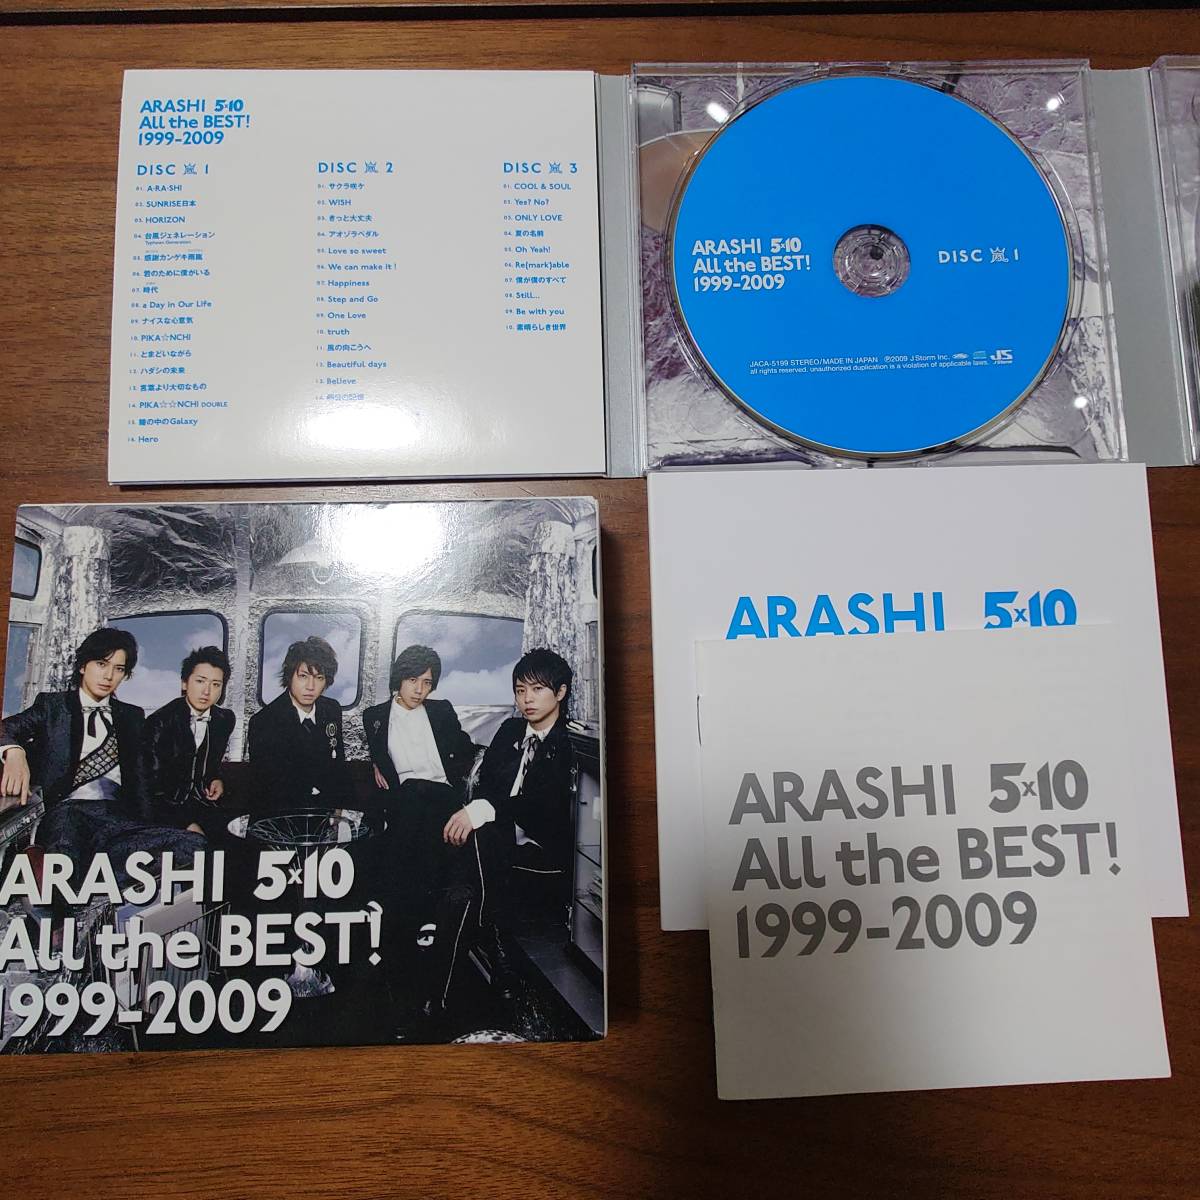 ARASHI 5×10
All the BEST!
1999-2009
DISC 嵐 1
01. A・RA・SHI
02. SUNRISE日本
03. HORIZON
04. 台風ジェネレーション
Typhoon Generation
05. 感謝カンゲキ雨嵐
06. 君のために僕がいる
07. 時代
08. a Day in Our Life
09. ナイスな心意気
10. PIKA☆NCHI
11. とまどいながら
12. ハダシの未来
13. 言葉より大切なもの
14. PIKA☆☆NCHI DOUBLE
15. 瞳の中のGalaxy
16. Hero
DISC 嵐 2
01. サクラ咲ケ
02. WISH
03. きっと大丈夫
04. アオゾラペダル
05. Love so sweet
06. We can make it!
07. Happiness
08. Step and Go
09. One Love
10. truth
11. 風の向こうへ
12. Beautiful days
13. Believe
14. 明日の記憶
DISC 嵐 3
01. COOL & SOUL
02. Yes? No?
03. ONLY LOVE
04. 夏の名前
05. Oh Yeah!
06. Re(mark)able
07. 僕が僕のすべて
08. Still...
09. Be with you
10. 素晴らしき世界
ARASHI 5×10
All the BEST!
1999-2009
DISC 嵐 1
JACA-5199 STEREO/MADE IN JAPAN ℗2009 J Storm Inc.
all rights reserved. unauthorized duplication is a violation of applicable laws.
JS
J Storm
ARASHI 5×10
All the BEST!
1999-2009
ARASHI 5×10
ARASHI 5×10
All the BEST!
1999-2009